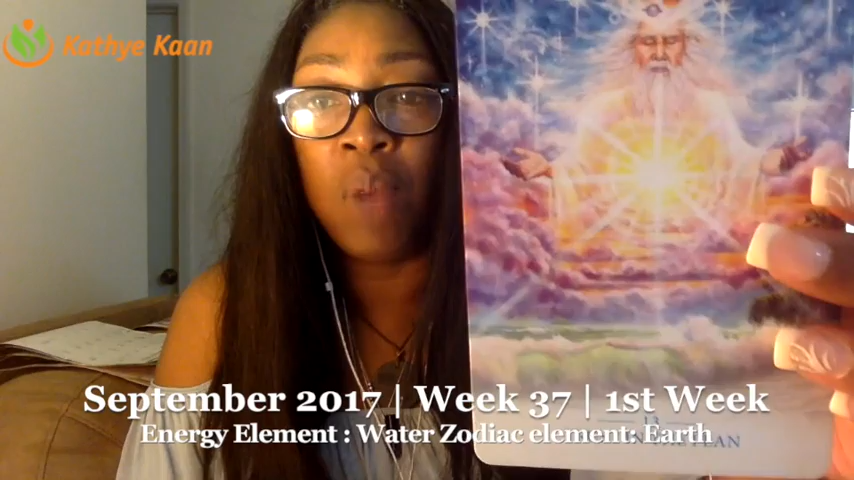 Kathye Kaan
September 2017 | Week 37 | 1st Week
Energy Element : Water Zodiac element: Earth